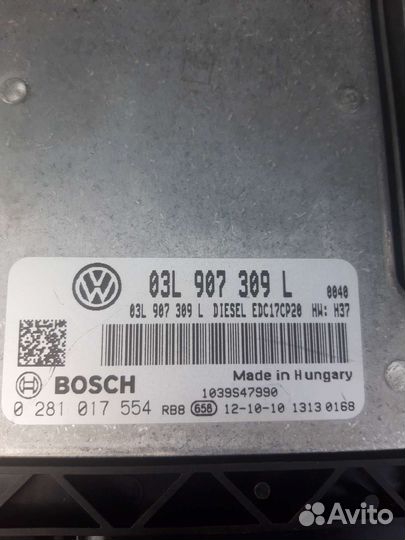 03L 907 309 L 0040
03L 907 309 L DIESEL EDC17CP20 HW: H37
Made in Hungary
BOSCH 1039S47990
0 281 017 554 RB8 658 12-10-10 1313 0168
Avito